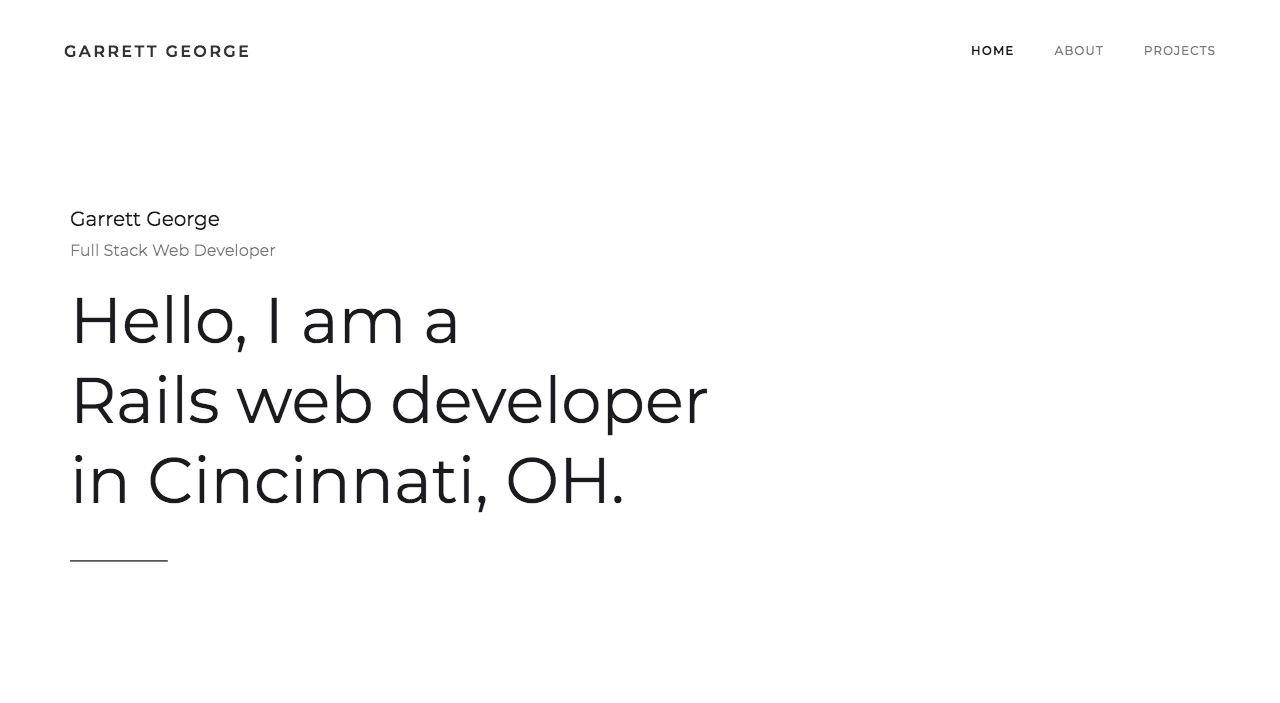 GARRETT GEORGE
HOME
ABOUT
PROJECTS
Garrett George
Full Stack Web Developer
Hello, I am a
Rails web developer
in Cincinnati, OH.